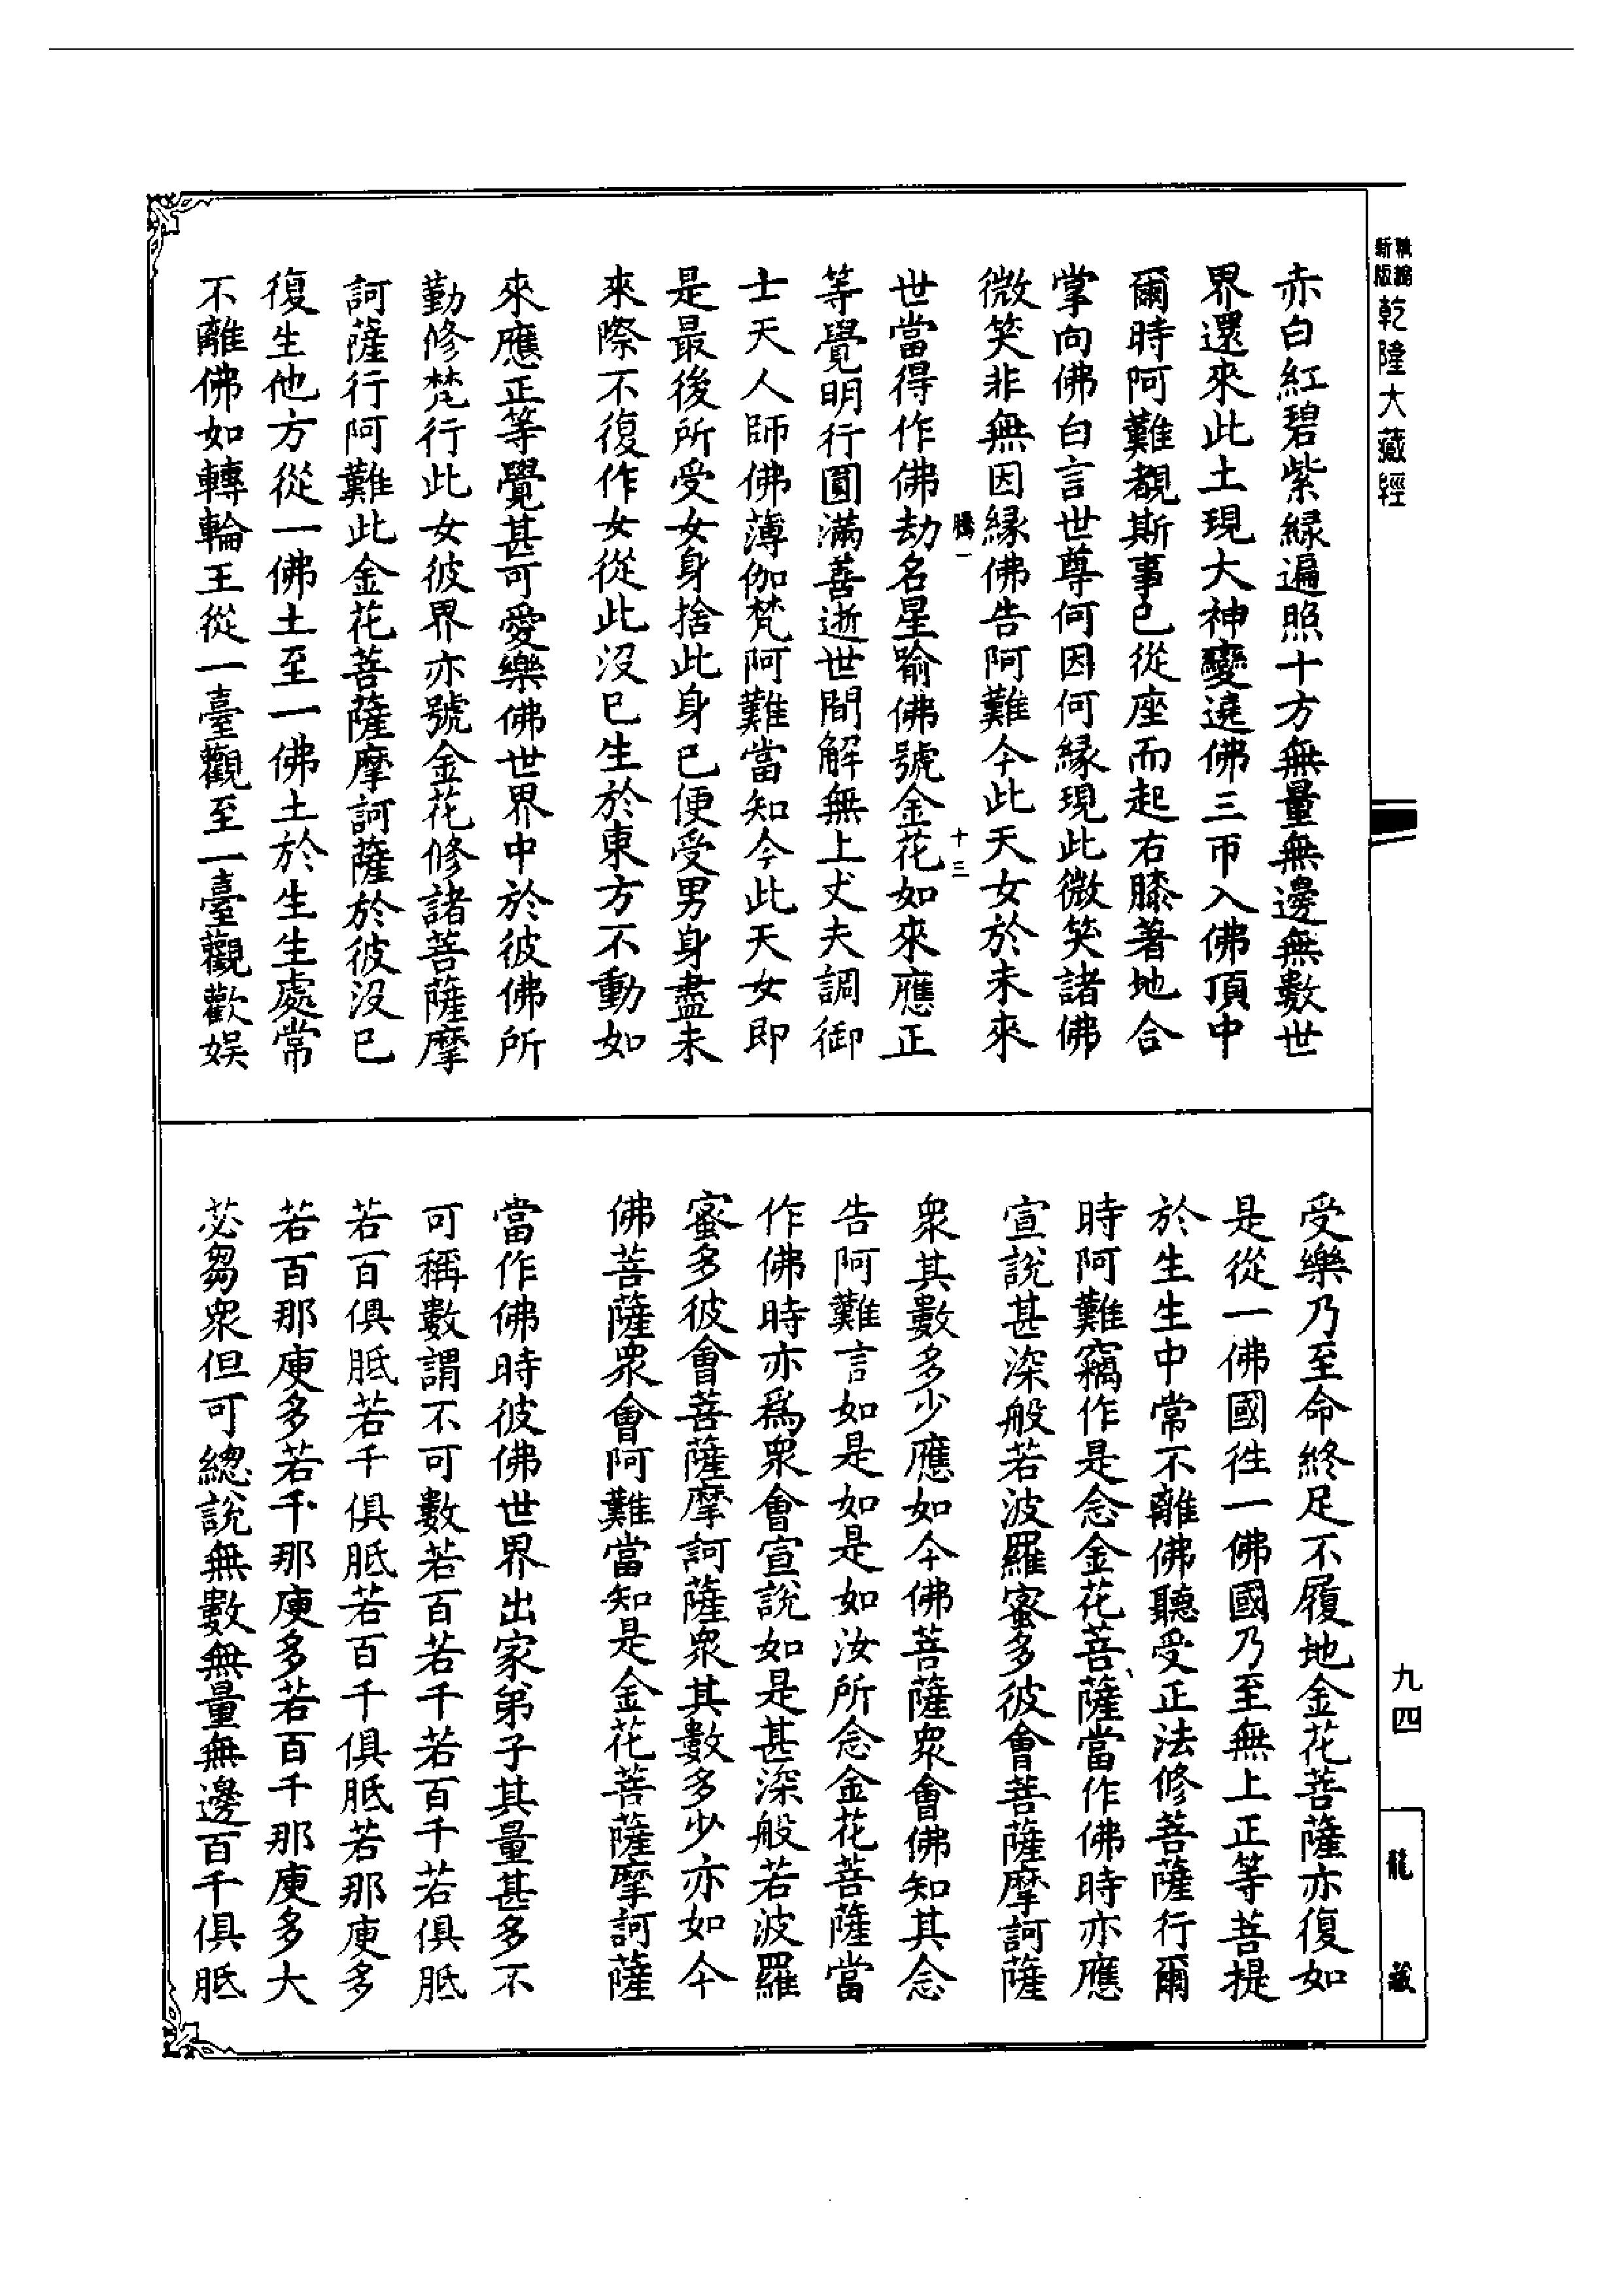 新版精縮
乾隆大藏經
赤白紅碧紫緑遍照十方無量無邊無數世
界還來此土現大神變遶佛三帀入佛頂中
爾時阿難覩斯事已從座而起右膝著地合
掌向佛白言世尊何因何緣現此微笑諸佛
微笑非無因緣佛告阿難今此天女於未來
騰一 十三
世當得作佛劫名星喻佛號金花如來應正
等覺明行圓滿善逝世間解無上丈夫調御
士天人師佛薄伽梵阿難當知今此天女即
是最後所受女身捨此身已便受男身盡未
來際不復作女從此沒已生於東方不動如
來應正等覺甚可愛樂佛世界中於彼佛所
勤修梵行此女彼界亦號金花修諸菩薩摩
訶薩行阿難此金花菩薩摩訶薩於彼沒已
復生他方從一佛土至一佛土於生生處常
不離佛如轉輪王從一臺觀至一臺觀歡娛
受樂乃至命終足不履地金花菩薩亦復如
是從一佛國往一佛國乃至無上正等菩提
於生生中常不離佛聽受正法修菩薩行爾
時阿難竊作是念金花菩薩當作佛時亦應
宣說甚深般若波羅蜜多彼會菩薩摩訶薩
衆其數多少應如今佛菩薩衆會佛知其念
告阿難言如是如是如汝所念金花菩薩當
作佛時亦爲衆會宣說如是甚深般若波羅
蜜多彼會菩薩摩訶薩衆其數多少亦如今
佛菩薩衆會阿難當知是金花菩薩摩訶薩
當作佛時彼佛世界出家弟子其量甚多不
可稱數謂不可數若百若千若百千若俱胝
若百俱胝若千俱胝若百千俱胝若那庾多
若百那庾多若千那庾多若百千那庾多大
苾芻衆但可總說無數無量無邊百千俱胝
九四
龍藏